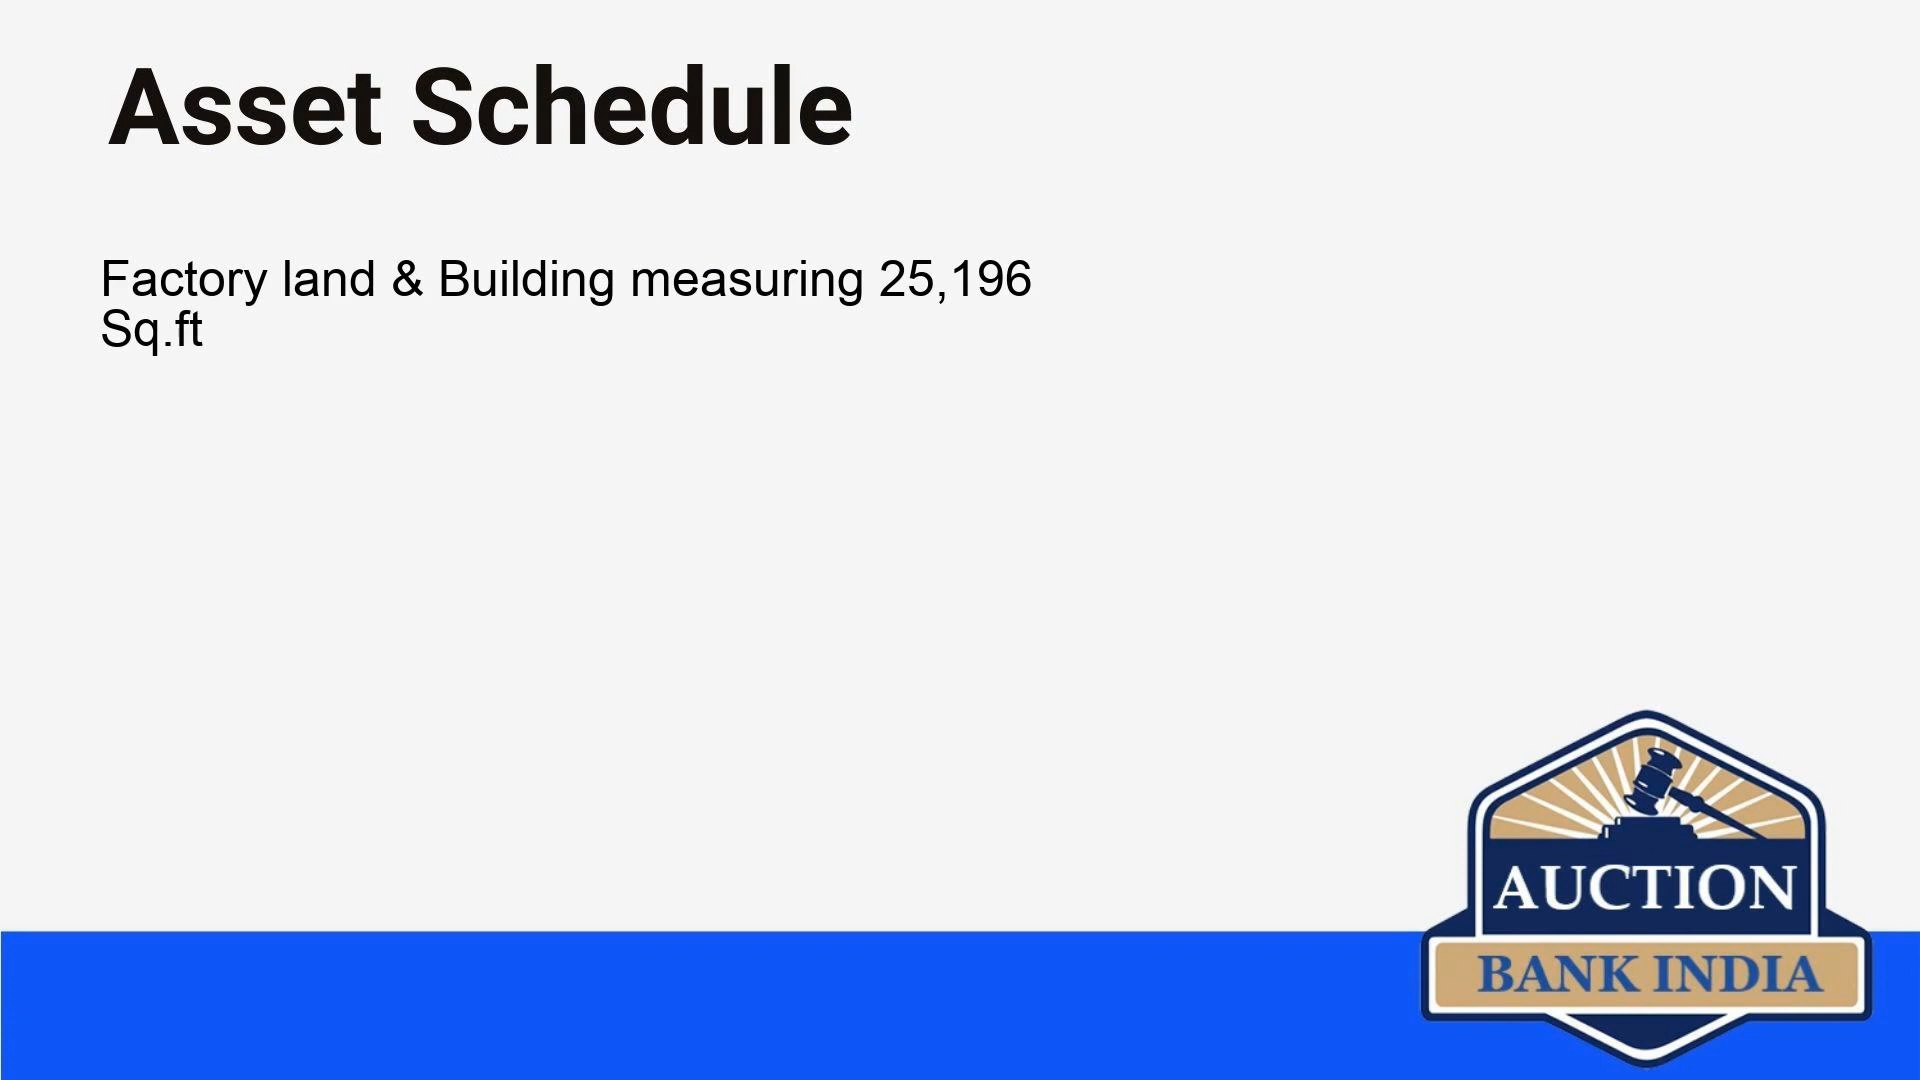 Asset Schedule
Factory land & Building measuring 25,196
Sq.ft
AUCTION
BANK INDIA